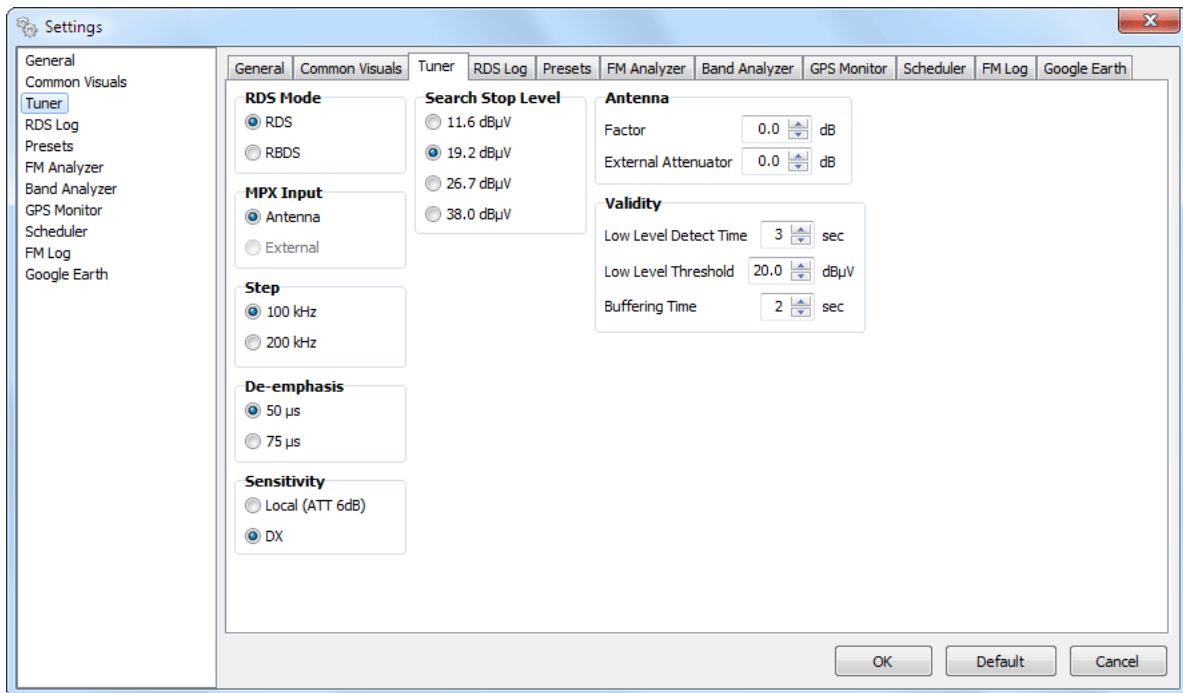 Settings
General
Common Visuals
Tuner
RDS Log
Presets
FM Analyzer
Band Analyzer
GPS Monitor
Scheduler
FM Log
Google Earth
General Common Visuals Tuner RDS Log Presets FM Analyzer Band Analyzer GPS Monitor Scheduler FM Log Google Earth
RDS Mode
RDS
RBDS
MPX Input
Antenna
External
Step
100 kHz
200 kHz
De-emphasis
50 µs
75 µs
Sensitivity
Local (ATT 6dB)
DX
Search Stop Level
11.6 dBµV
19.2 dBµV
26.7 dBµV
38.0 dBµV
Antenna
Factor 0.0 dB
External Attenuator 0.0 dB
Validity
Low Level Detect Time 3 sec
Low Level Threshold 20.0 dBµV
Buffering Time 2 sec
OK Default Cancel